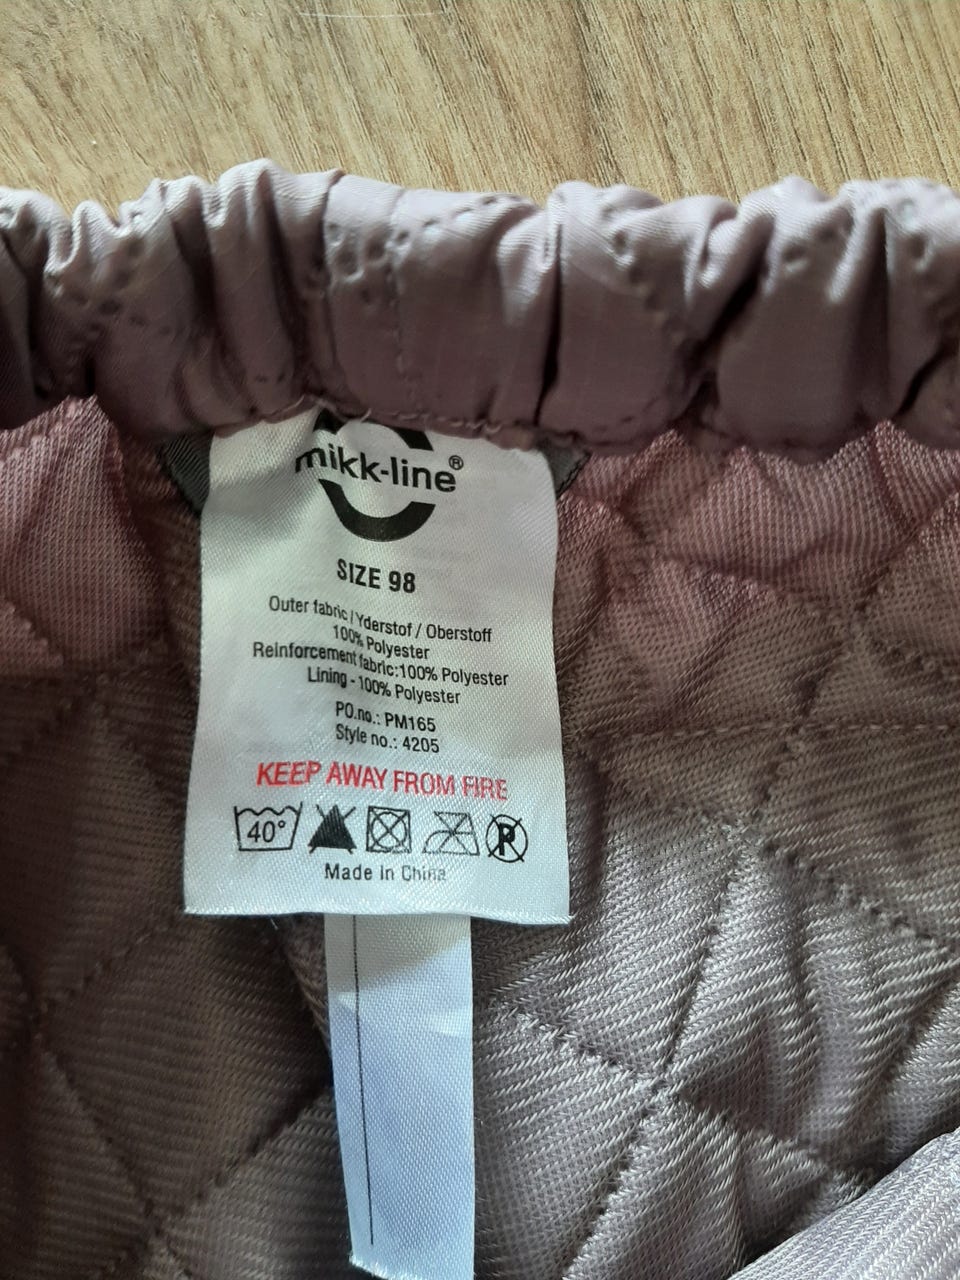 mikk-line®
SIZE 98
Outer fabric / Yderstof / Oberstoff
100% Polyester
Reinforcement fabric:100% Polyester
Lining - 100% Polyester
PO.no.: PM165
Style no.: 4205
KEEP AWAY FROM FIRE
40° P
Made in China